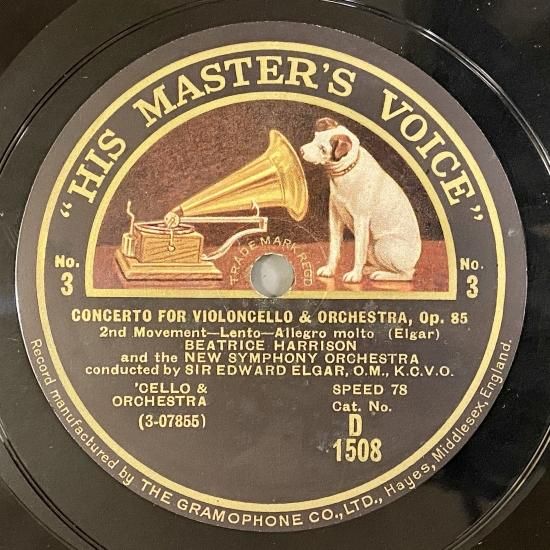 "HIS MASTER'S VOICE"
TRADE MARK REGD
No. 3
No. 3
CONCERTO FOR VIOLONCELLO & ORCHESTRA, Op. 85
2nd Movement—Lento—Allegro molto (Elgar)
BEATRICE HARRISON
and the NEW SYMPHONY ORCHESTRA
conducted by SIR EDWARD ELGAR, O.M., K.C.V.O.
'CELLO & ORCHESTRA
(3-07855)
SPEED 78
Cat. No.
D
1508
Record manufactured by THE GRAMOPHONE CO., LTD., Hayes, Middlesex, England.